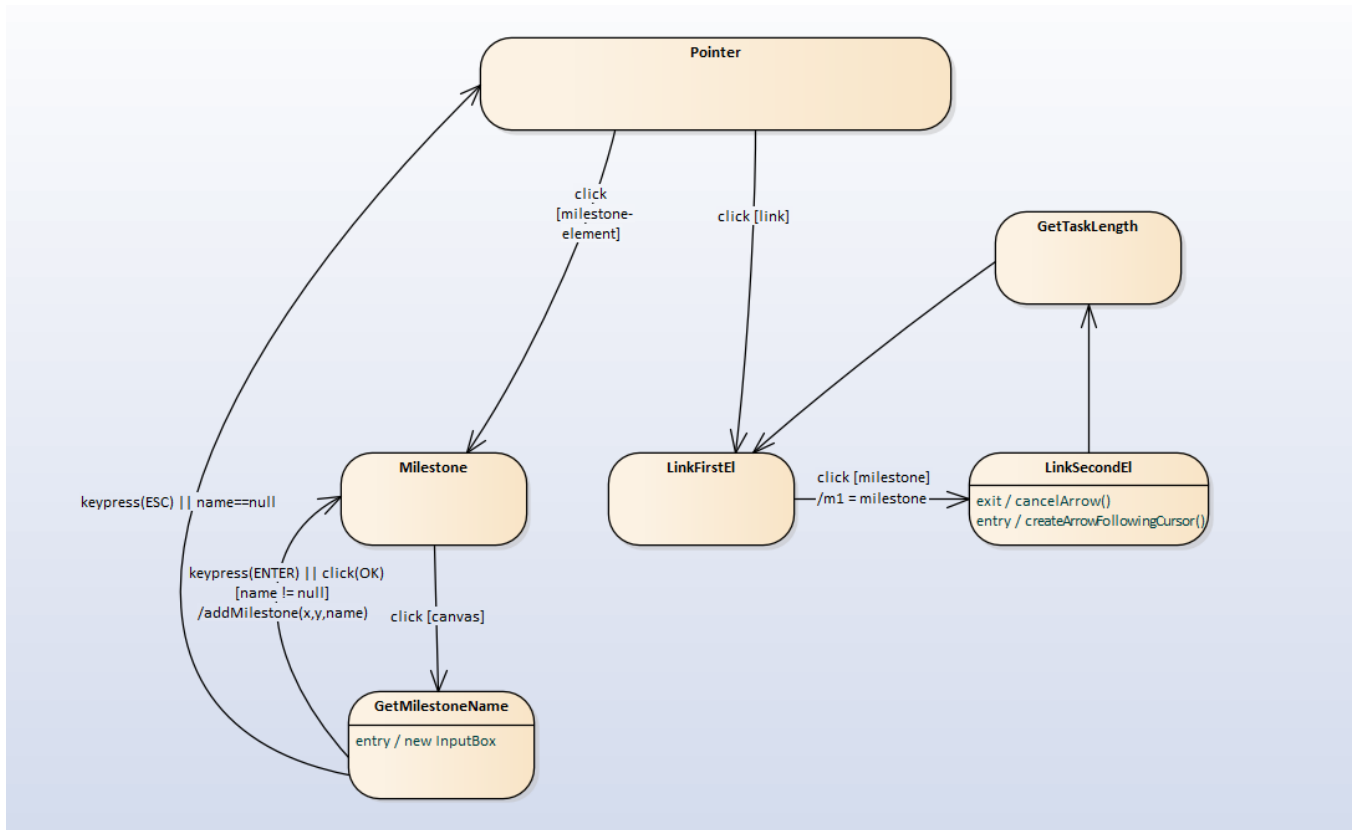 Pointer
click
[milestone-
element]
click [link]
GetTaskLength
Milestone
LinkFirstEl
click [milestone]
/m1 = milestone
LinkSecondEl
exit / cancelArrow()
entry / createArrowFollowingCursor()
keypress(ESC) || name==null
keypress(ENTER) || click(OK)
[name != null]
/addMilestone(x,y,name)
click [canvas]
GetMilestoneName
entry / new InputBox